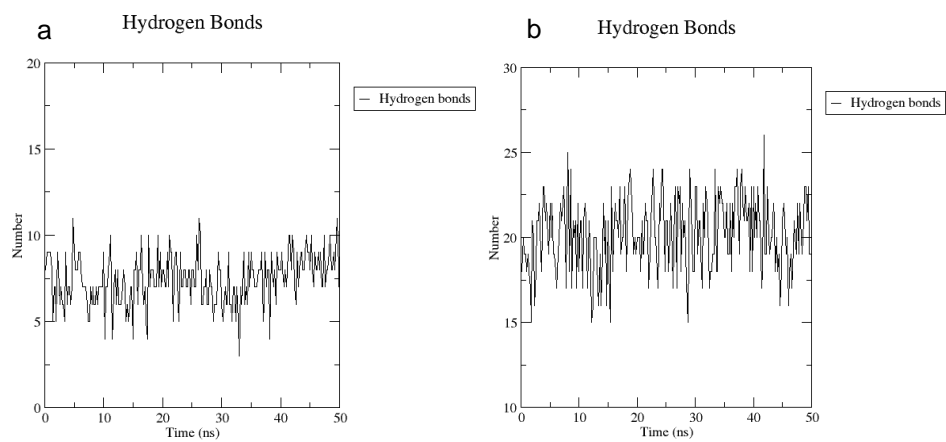 a
Hydrogen Bonds
20
15
10
5
0
Number
0 10 20 30 40 50
Time (ns)
Hydrogen bonds
b
Hydrogen Bonds
30
25
20
15
10
Number
0 10 20 30 40 50
Time (ns)
Hydrogen bonds